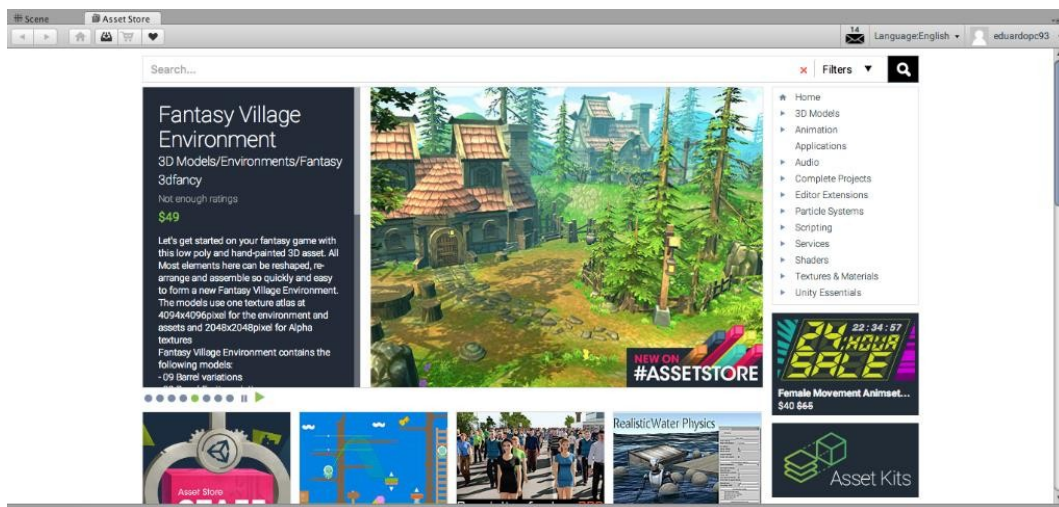 Scene
Asset Store
14
Language:English
eduardopc93
Search...
Filters
Fantasy Village
Environment
3D Models/Environments/Fantasy
3dfancy
Not enough ratings
$49
Let's get started on your fantasy game with
this low poly and hand-painted 3D asset. All
Most elements here can be reshaped, re-
arrange and assemble so quickly and easy
to form a new Fantasy Village Environment.
The models use one texture atlas at
4094x4096pixel for the environment and
assets and 2048x2048pixel for Alpha
textures
Fantasy Village Environment contains the
following models:
- 09 Barrel variations
NEW ON
#ASSETSTORE
Home
3D Models
Animation
Applications
Audio
Complete Projects
Editor Extensions
Particle Systems
Scripting
Services
Shaders
Textures & Materials
Unity Essentials
22:34:57
24 HOUR
SALE
Female Movement Animset...
$40 $65
Asset Store
Realistic Water Physics
Asset Kits